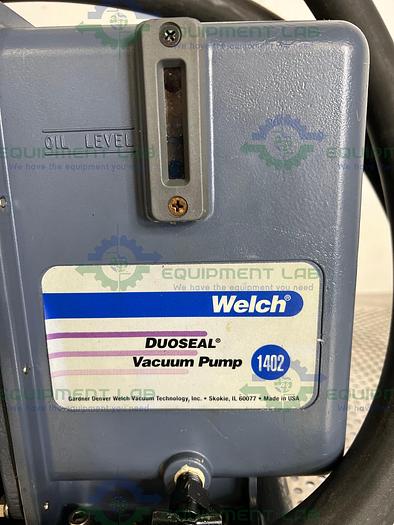 OIL LEVEL
Welch®
DUOSEAL®
Vacuum Pump 1402
Gardner Denver Welch Vacuum Technology, Inc. • Skokie, IL 60077 • Made in USA
EQUIPMENT LAB
We have the equipment you need